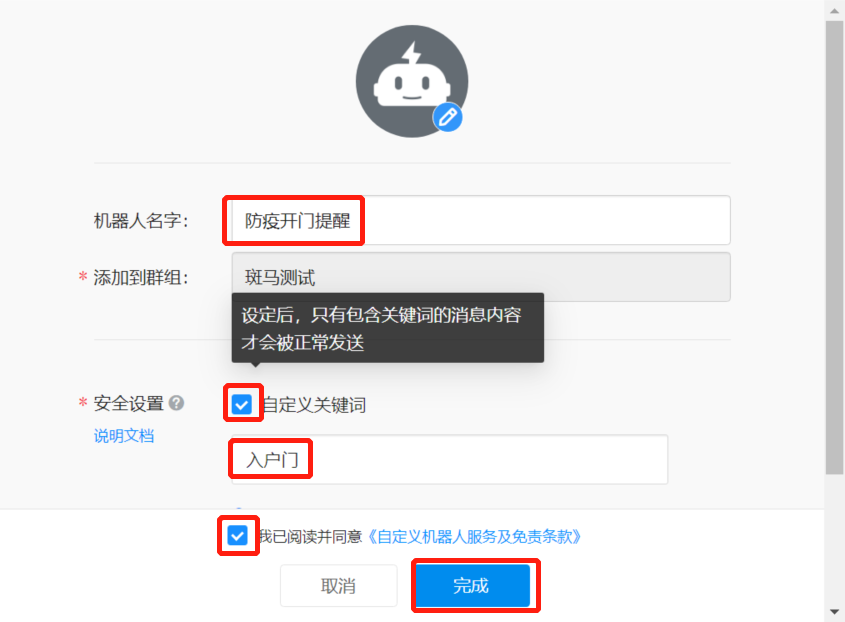 机器人名字：
防疫开门提醒
* 添加到群组：
斑马测试
设定后，只有包含关键词的消息内容
才会被正常发送
* 安全设置 ?
自定义关键词
说明文档
入户门
我已阅读并同意《自定义机器人服务及免责条款》
取消
完成